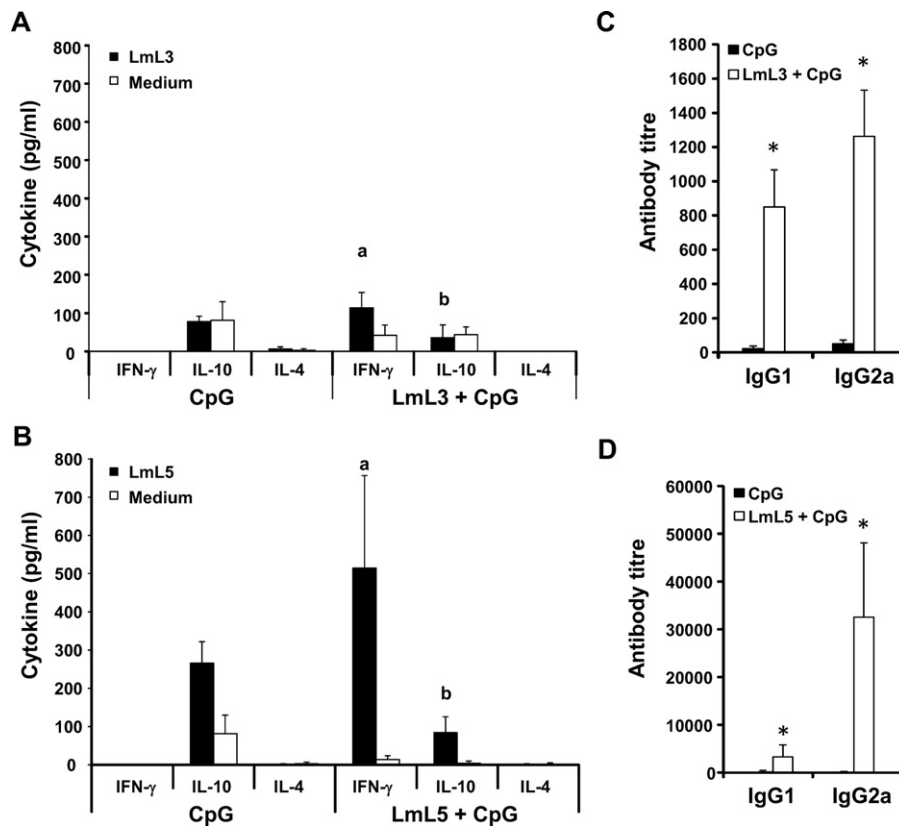 A
800
700
600
500
400
300
200
100
0
Cytokine (pg/ml)
LmL3
Medium
a
b
IFN-γ IL-10 IL-4 IFN-γ IL-10 IL-4
CpG LmL3 + CpG
B
800
700
600
500
400
300
200
100
0
Cytokine (pg/ml)
LmL5
Medium
a
b
IFN-γ IL-10 IL-4 IFN-γ IL-10 IL-4
CpG LmL5 + CpG
C
1800
1600
1400
1200
1000
800
600
400
200
0
Antibody titre
CpG
LmL3 + CpG
*
*
IgG1 IgG2a
D
60000
50000
40000
30000
20000
10000
0
Antibody titre
CpG
LmL5 + CpG
*
*
IgG1 IgG2a